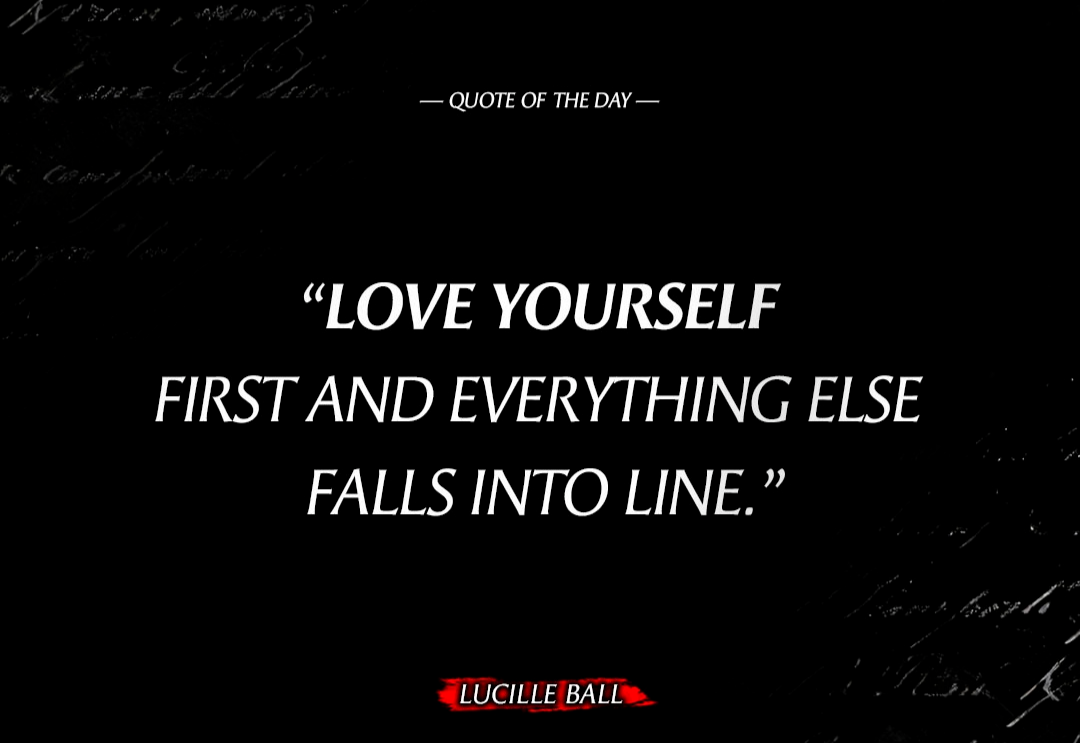 — QUOTE OF THE DAY —
“LOVE YOURSELF
FIRST AND EVERYTHING ELSE
FALLS INTO LINE.”
LUCILLE BALL